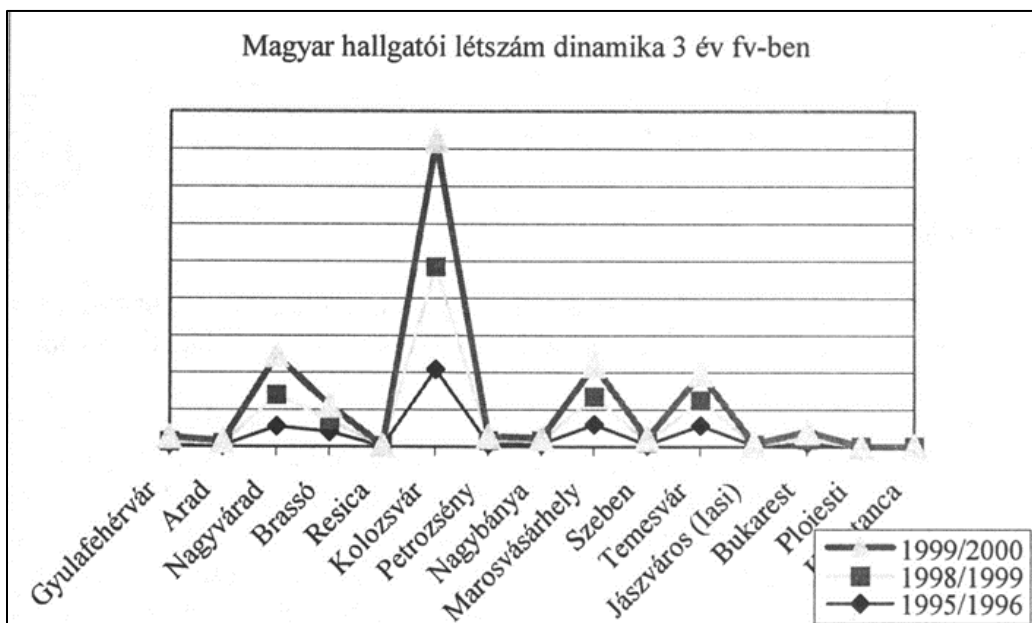 Magyar hallgatói létszám dinamika 3 év fv-ben
Gyulafehérvár
Arad
Nagyvárad
Brassó
Resica
Kolozsvár
Petrozsény
Nagybánya
Marosvásárhely
Szeben
Temesvár
Jászváros (Iasi)
Bukarest
Ploiesti
tanca
1999/2000
1998/1999
1995/1996